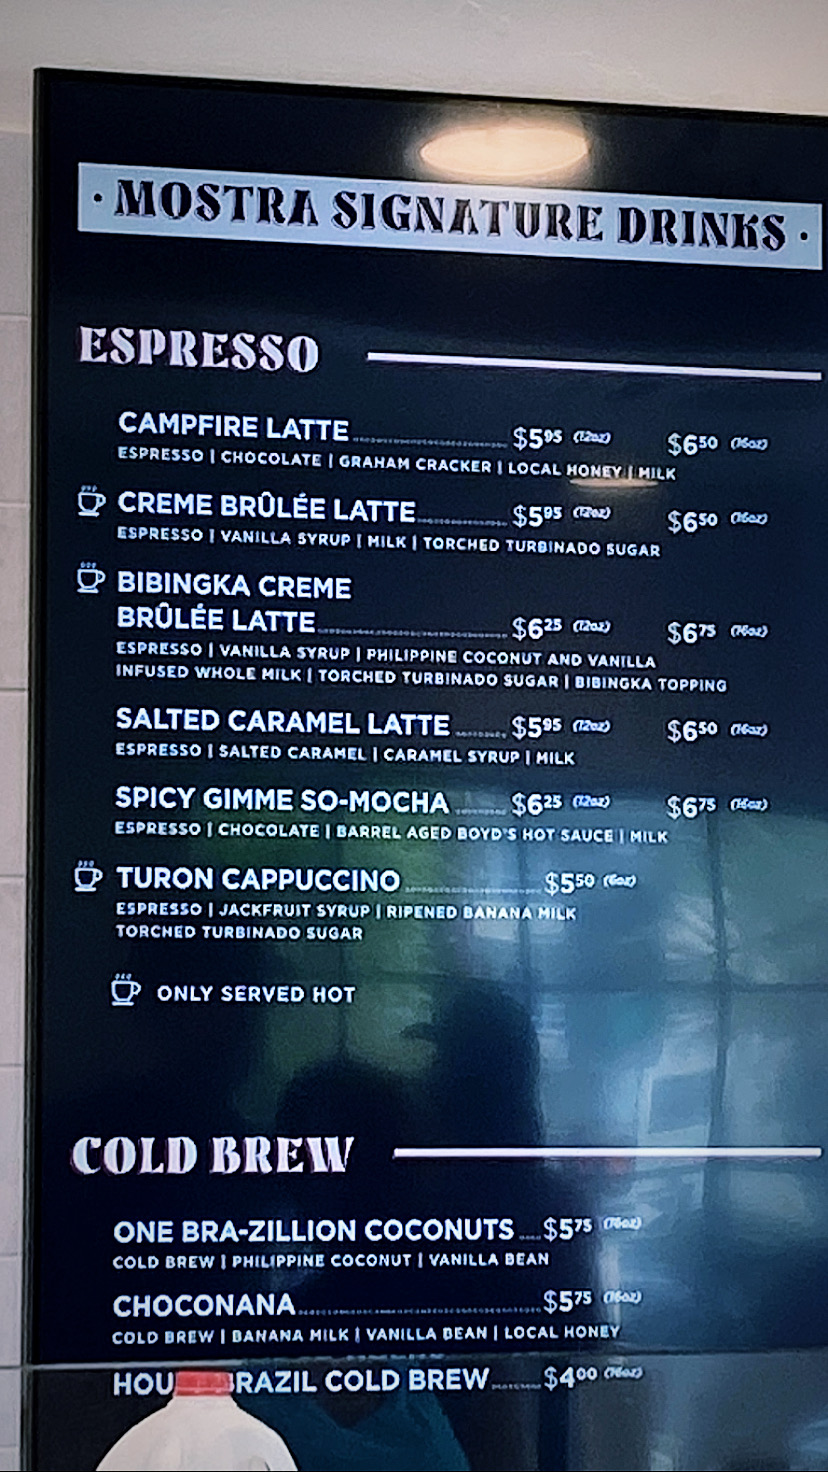 · MOSTRA SIGNATURE DRINKS ·
ESPRESSO
CAMPFIRE LATTE $5⁹⁵ (12oz) $6⁵⁰ (16oz)
ESPRESSO | CHOCOLATE | GRAHAM CRACKER | LOCAL HONEY | MILK
CREME BRÛLÉE LATTE $5⁹⁵ (12oz) $6⁵⁰ (16oz)
ESPRESSO | VANILLA SYRUP | MILK | TORCHED TURBINADO SUGAR
BIBINGKA CREME
BRÛLÉE LATTE $6²⁵ (12oz) $6⁷⁵ (16oz)
ESPRESSO | VANILLA SYRUP | PHILIPPINE COCONUT AND VANILLA
INFUSED WHOLE MILK | TORCHED TURBINADO SUGAR | BIBINGKA TOPPING
SALTED CARAMEL LATTE $5⁹⁵ (12oz) $6⁵⁰ (16oz)
ESPRESSO | SALTED CARAMEL | CARAMEL SYRUP | MILK
SPICY GIMME SO-MOCHA $6²⁵ (12oz) $6⁷⁵ (16oz)
ESPRESSO | CHOCOLATE | BARREL AGED BOYD'S HOT SAUCE | MILK
TURON CAPPUCCINO $5⁵⁰ (6oz)
ESPRESSO | JACKFRUIT SYRUP | RIPENED BANANA MILK
TORCHED TURBINADO SUGAR
ONLY SERVED HOT
COLD BREW
ONE BRA-ZILLION COCONUTS $5⁷⁵ (16oz)
COLD BREW | PHILIPPINE COCONUT | VANILLA BEAN
CHOCONANA $5⁷⁵ (16oz)
COLD BREW | BANANA MILK | VANILLA BEAN | LOCAL HONEY
HOU RAZIL COLD BREW $4⁰⁰ (16oz)